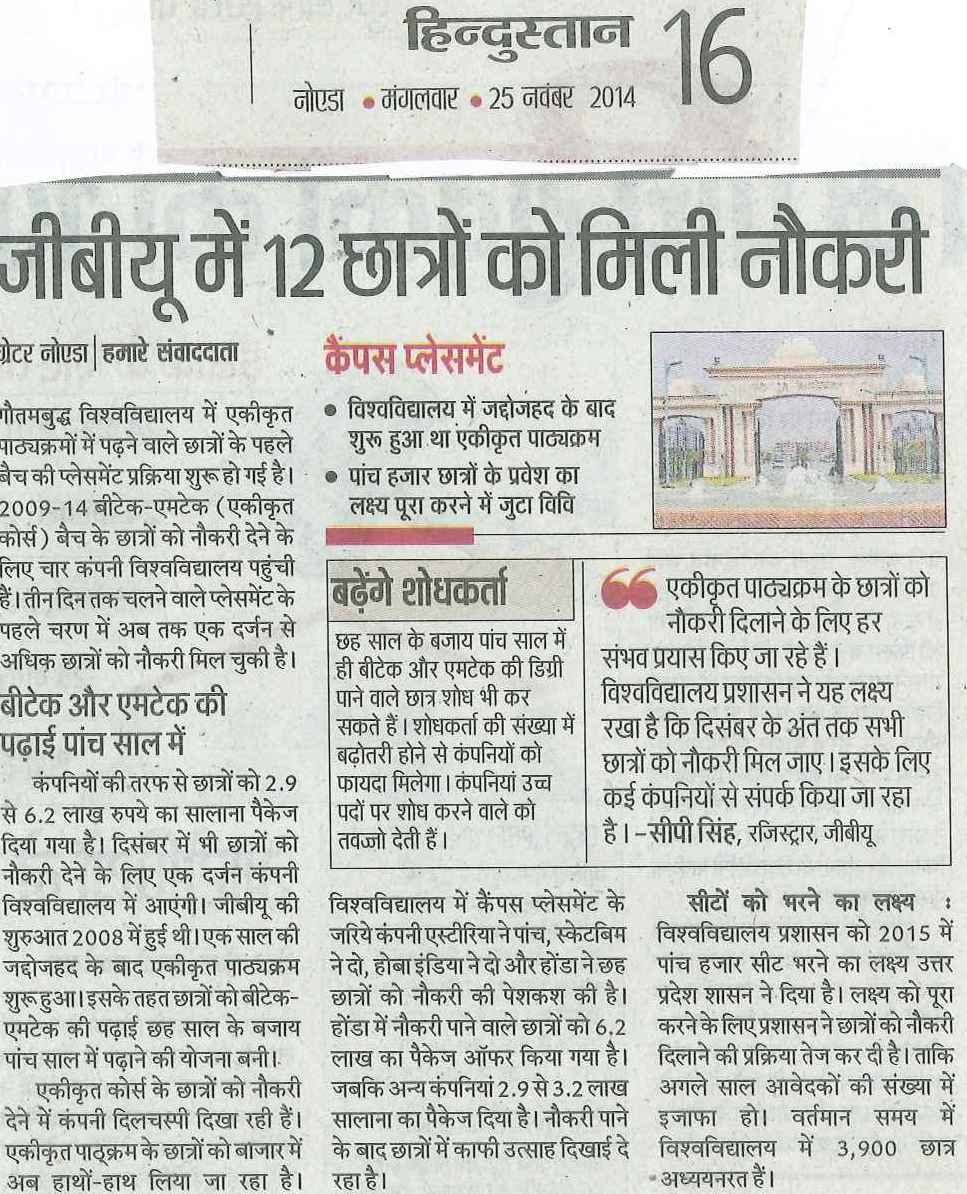 हिन्दुस्तान 16
नोएडा • मंगलवार • 25 नवंबर 2014
जीबीयू में 12 छात्रों को मिली नौकरी
ग्रेटर नोएडा | हमारे संवाददाता
गौतमबुद्ध विश्वविद्यालय में एकीकृत
पाठ्यक्रमों में पढ़ने वाले छात्रों के पहले
बैच की प्लेसमेंट प्रक्रिया शुरू हो गई है।
2009-14 बीटेक-एमटेक (एकीकृत
कोर्स) बैच के छात्रों को नौकरी देने के
लिए चार कंपनी विश्वविद्यालय पहुंची
हैं। तीन दिन तक चलने वाले प्लेसमेंट के
पहले चरण में अब तक एक दर्जन से
अधिक छात्रों को नौकरी मिल चुकी है।
बीटेक और एमटेक की
पढ़ाई पांच साल में
कंपनियों की तरफ से छात्रों को 2.9
से 6.2 लाख रुपये का सालाना पैकेज
दिया गया है। दिसंबर में भी छात्रों को
नौकरी देने के लिए एक दर्जन कंपनी
विश्वविद्यालय में आएंगी। जीबीयू की
शुरुआत 2008 में हुई थी। एक साल की
जद्दोजहद के बाद एकीकृत पाठ्यक्रम
शुरू हुआ। इसके तहत छात्रों को बीटेक-
एमटेक की पढ़ाई छह साल के बजाय
पांच साल में पढ़ाने की योजना बनी।
एकीकृत कोर्स के छात्रों को नौकरी
देने में कंपनी दिलचस्पी दिखा रही हैं।
एकीकृत पाठ्क्रम के छात्रों को बाजार में
अब हाथों-हाथ लिया जा रहा है।
कैंपस प्लेसमेंट
• विश्वविद्यालय में जद्दोजहद के बाद
शुरू हुआ था एकीकृत पाठ्यक्रम
• पांच हजार छात्रों के प्रवेश का
लक्ष्य पूरा करने में जुटा विवि
बढ़ेंगे शोधकर्ता
छह साल के बजाय पांच साल में
ही बीटेक और एमटेक की डिग्री
पाने वाले छात्र शोध भी कर
सकते हैं। शोधकर्ता की संख्या में
बढ़ोतरी होने से कंपनियों को
फायदा मिलेगा। कंपनियां उच्च
पदों पर शोध करने वाले को
तवज्जो देती हैं।
“ एकीकृत पाठ्यक्रम के छात्रों को
नौकरी दिलाने के लिए हर
संभव प्रयास किए जा रहे हैं।
विश्वविद्यालय प्रशासन ने यह लक्ष्य
रखा है कि दिसंबर के अंत तक सभी
छात्रों को नौकरी मिल जाए। इसके लिए
कई कंपनियों से संपर्क किया जा रहा
है। -सीपी सिंह, रजिस्ट्रार, जीबीयू
विश्वविद्यालय में कैंपस प्लेसमेंट के
जरिये कंपनी एस्टीरिया ने पांच, स्केटबिम
ने दो, होबा इंडिया ने दो और होंडा ने छह
छात्रों को नौकरी की पेशकश की है।
होंडा में नौकरी पाने वाले छात्रों को 6.2
लाख का पैकेज ऑफर किया गया है।
जबकि अन्य कंपनियां 2.9 से 3.2 लाख
सालाना का पैकेज दिया है। नौकरी पाने
के बाद छात्रों में काफी उत्साह दिखाई दे
रहा है।
सीटों को भरने का लक्ष्य :
विश्वविद्यालय प्रशासन को 2015 में
पांच हजार सीट भरने का लक्ष्य उत्तर
प्रदेश शासन ने दिया है। लक्ष्य को पूरा
करने के लिए प्रशासन ने छात्रों को नौकरी
दिलाने की प्रक्रिया तेज कर दी है। ताकि
अगले साल आवेदकों की संख्या में
इजाफा हो। वर्तमान समय में
विश्वविद्यालय में 3,900 छात्र
अध्ययनरत हैं।